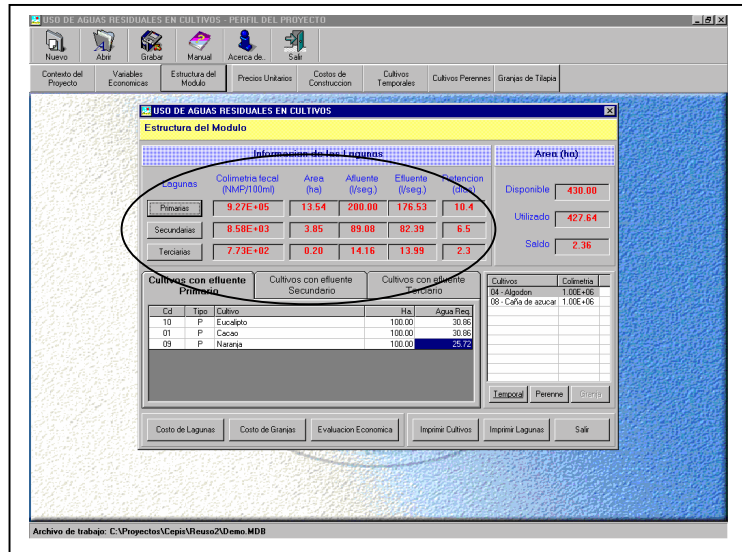 USO DE AGUAS RESIDUALES EN CULTIVOS - PERFIL DEL PROYECTO
Nuevo Abrir Grabar Manual Acerca de.. Salir
Contexto del Proyecto Variables Economicas Estructura del Modulo Precios Unitarios Costos de Construccion Cultivos Temporales Cultivos Perennes Granjas de Tilapia
USO DE AGUAS RESIDUALES EN CULTIVOS
Estructura del Modulo
Informacion de las Lagunas Area (ha)
Lagunas Colimetria fecal (NMP/100ml) Area (ha) Afluente (l/seg.) Efluente (l/seg.) Retencion (dias)
Primarias 9.27E+05 13.54 200.00 176.53 10.4
Secundarias 8.58E+03 3.85 89.08 82.39 6.5
Terciarias 7.73E+02 0.20 14.16 13.99 2.3
Disponible 430.00
Utilizado 427.64
Saldo 2.36
Cultivos con efluente Primario Cultivos con efluente Secundario Cultivos con efluente Terciario
Cd Tipo Cultivo Ha. Agua Req.
10 P Eucalipto 100.00 30.86
01 P Cacao 100.00 30.86
09 P Naranja 100.00 25.72
Cultivos Colimetria
04 - Algodon 1.00E+06
08 - Caña de azucar 1.00E+06
Temporal Perenne Granja
Costo de Lagunas Costo de Granjas Evaluacion Economica Imprimir Cultivos Imprimir Lagunas Salir
Archivo de trabajo: C:\Proyectos\Cepis\Reuso2\Demo.MDB